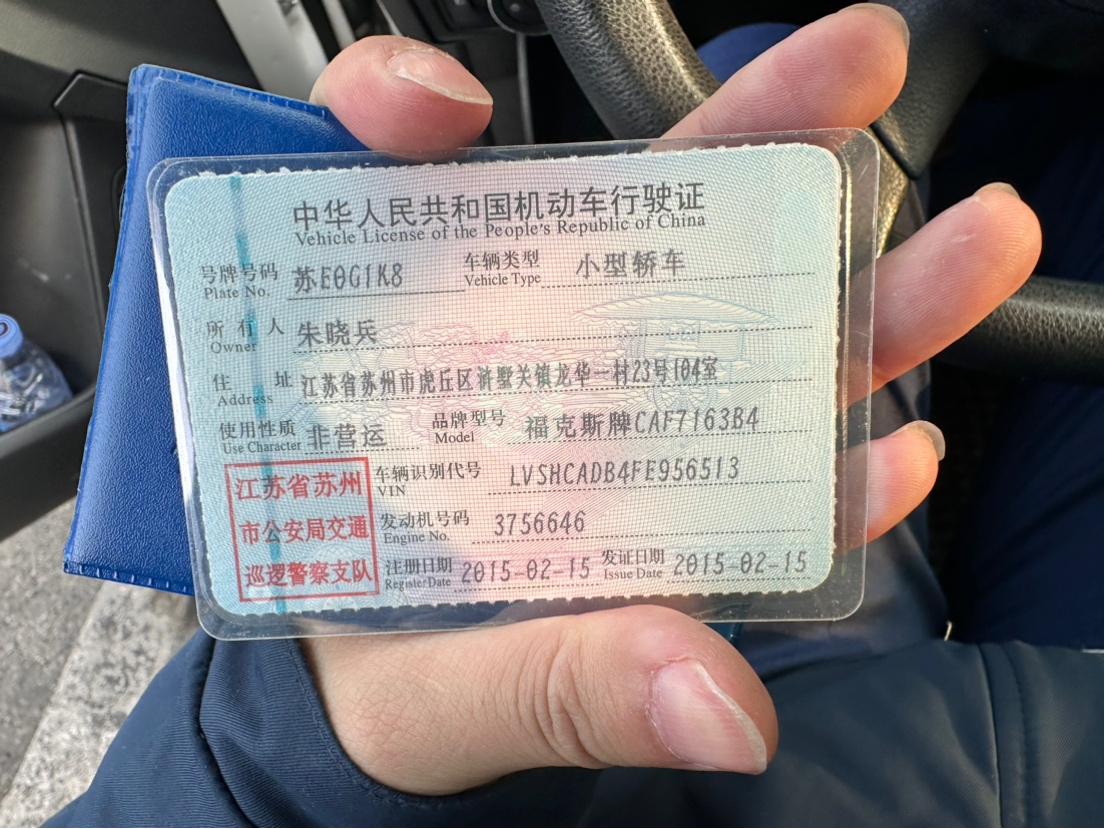 中华人民共和国机动车行驶证
Vehicle License of the People's Republic of China
号牌号码 苏E0G1K8 车辆类型 小型轿车
Plate No. Vehicle Type
所有人 朱晓兵
Owner
住址 江苏省苏州市虎丘区浒墅关镇龙华一村23号104室
Address
使用性质 非营运 品牌型号 福克斯牌CAF7163B4
Use Character Model
江苏省苏州
市公安局交通
巡逻警察支队
车辆识别代号 LVSHCADB4FE956513
VIN
发动机号码 3756646
Engine No.
注册日期 2015-02-15 发证日期 2015-02-15
Register Date Issue Date